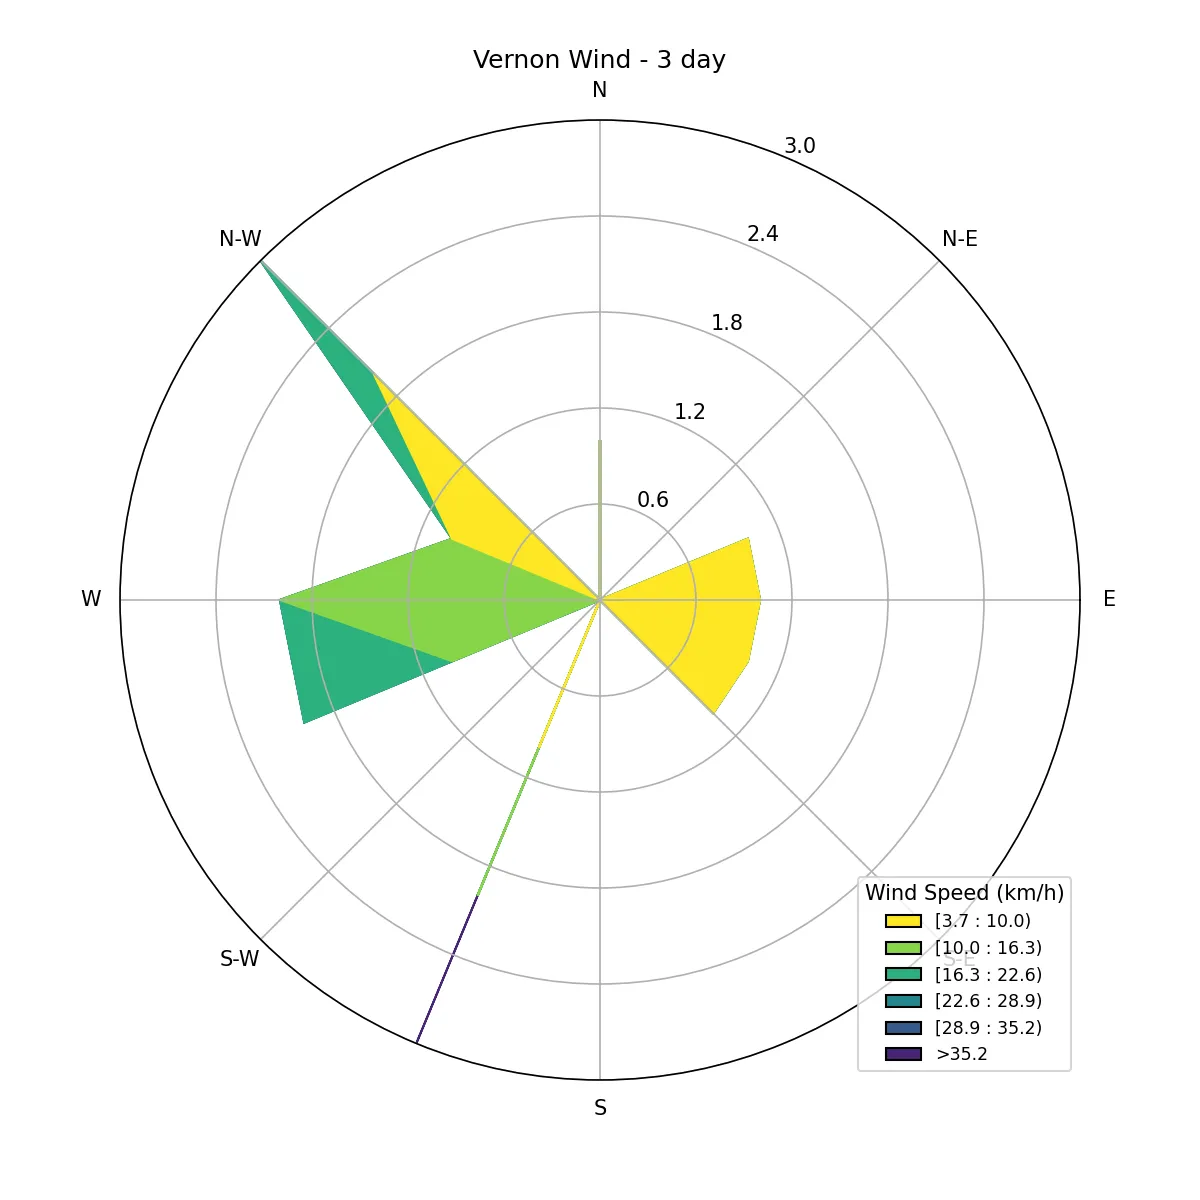 Vernon Wind - 3 day
N
3.0
N-W
N-E
2.4
1.8
1.2
0.6
W
E
Wind Speed (km/h)
[3.7 : 10.0)
[10.0 : 16.3)
S-W
S-E
[16.3 : 22.6)
[22.6 : 28.9)
[28.9 : 35.2)
>35.2
S